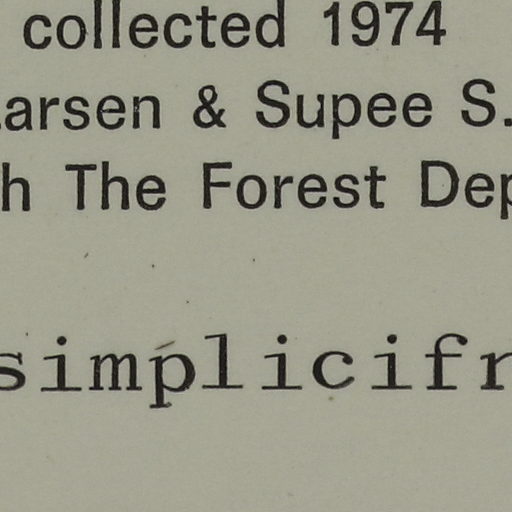 collected 1974
arsen & Supee S.
h The Forest Dep
simplicifr